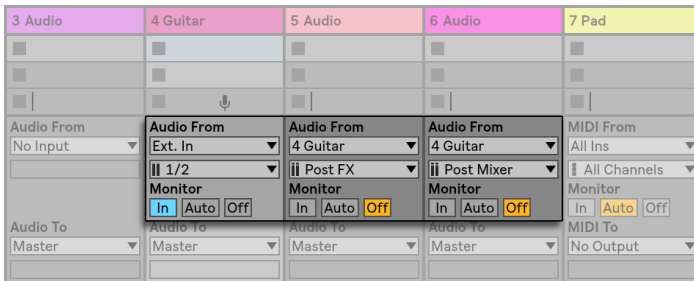 3 Audio 4 Guitar 5 Audio 6 Audio 7 Pad
Audio From Audio From Audio From Audio From MIDI From
No Input Ext. In 4 Guitar 4 Guitar All Ins
1/2 Post FX Post Mixer All Channels
Monitor Monitor Monitor Monitor
In Auto Off In Auto Off In Auto Off In Auto Off
Audio To Audio To Audio To Audio To MIDI To
Master Master Master Master No Output